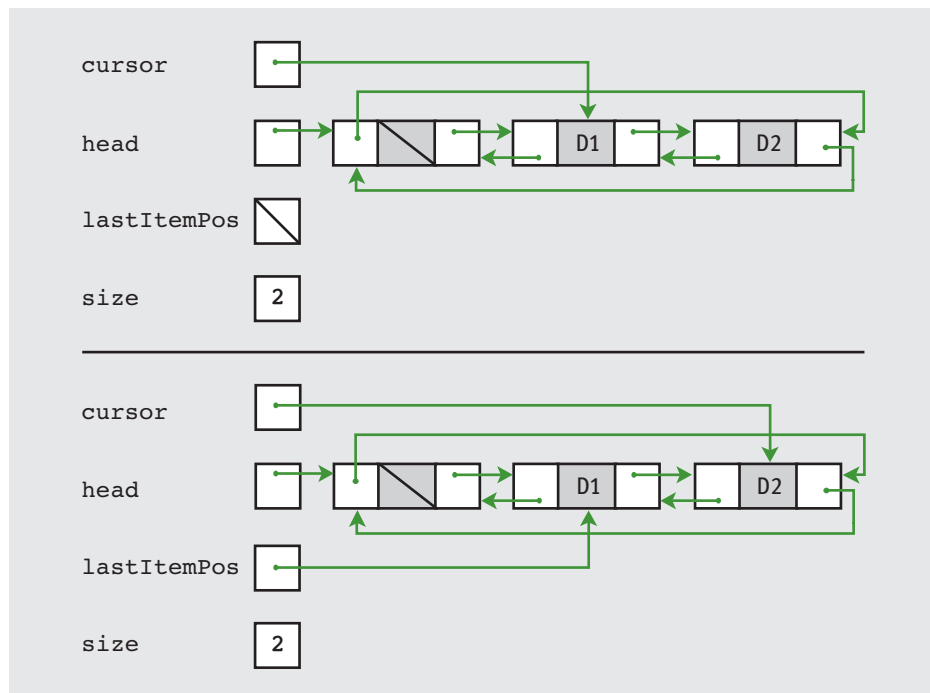 cursor
head D1 D2
lastItemPos
size 2
cursor
head D1 D2
lastItemPos
size 2